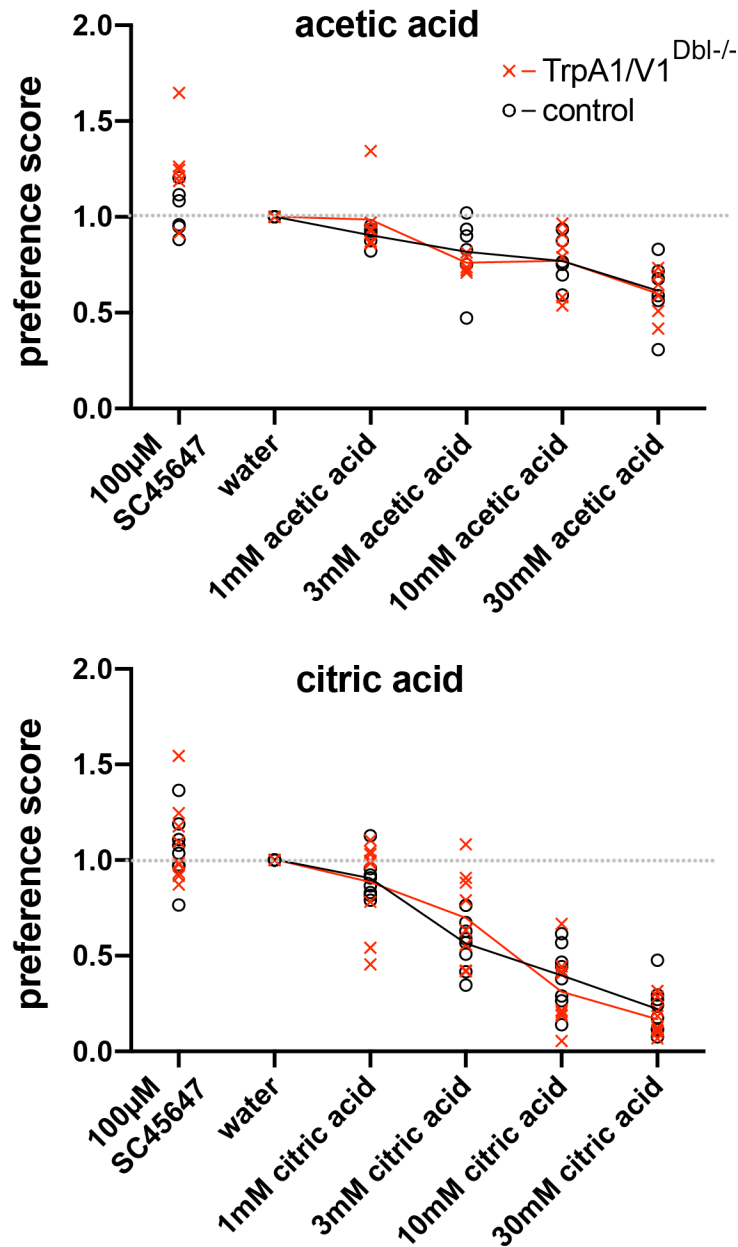 acetic acid
TrpA1/V1Dbl-/-
control
preference score
2.0
1.5
1.0
0.5
0.0
100µM
SC45647
water
1mM acetic acid
3mM acetic acid
10mM acetic acid
30mM acetic acid
citric acid
preference score
2.0
1.5
1.0
0.5
0.0
100µM
SC45647
water
1mM citric acid
3mM citric acid
10mM citric acid
30mM citric acid